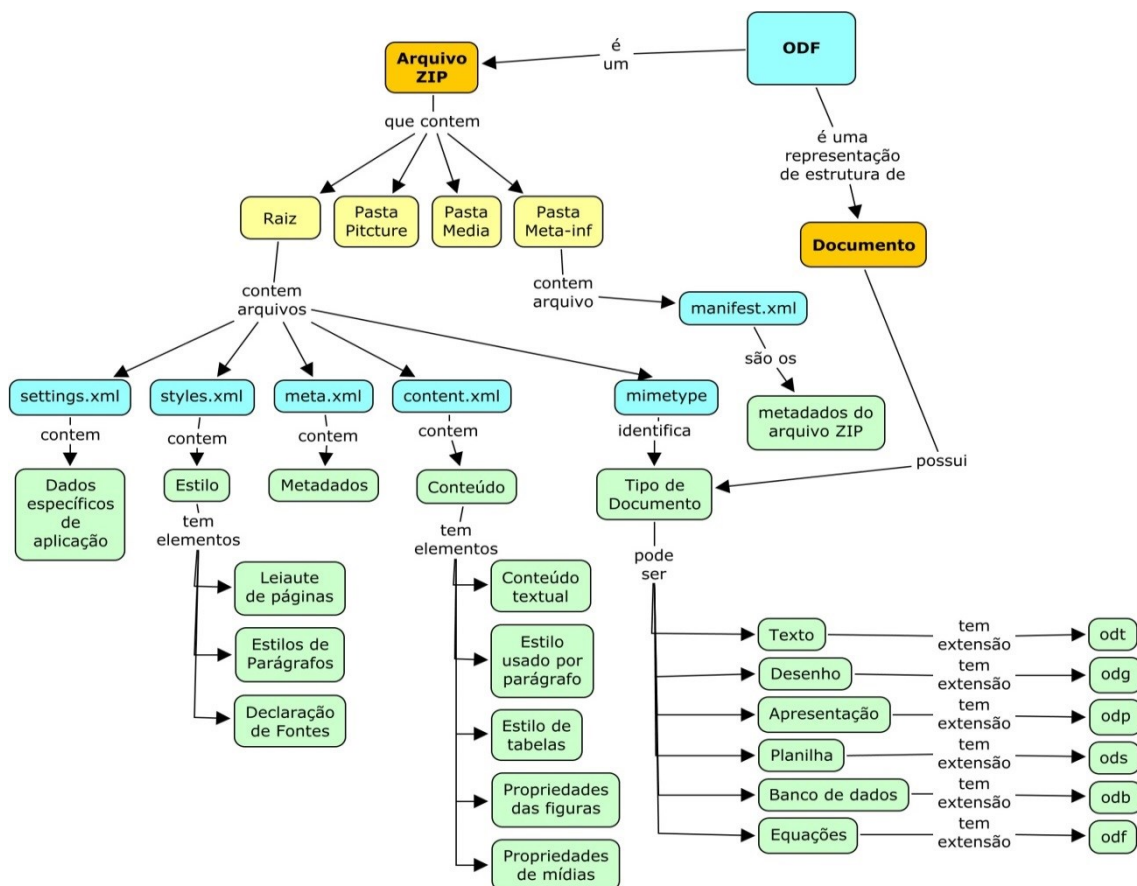 ODF
é
um
Arquivo
ZIP
que contem
é uma
representação
de estrutura de
Raiz
Pasta
Pitcture
Pasta
Media
Pasta
Meta-inf
Documento
contem
arquivos
contem
arquivo
manifest.xml
são os
metadados do
arquivo ZIP
settings.xml
styles.xml
meta.xml
content.xml
mimetype
contem
contem
contem
contem
identifica
possui
Dados
específicos
de
aplicação
Estilo
Metadados
Conteúdo
Tipo de
Documento
tem
elementos
tem
elementos
pode
ser
Leiaute
de páginas
Estilos de
Parágrafos
Declaração
de Fontes
Conteúdo
textual
Estilo
usado por
parágrafo
Estilo de
tabelas
Propriedades
das figuras
Propriedades
de mídias
Texto
tem
extensão
odt
Desenho
tem
extensão
odg
Apresentação
tem
extensão
odp
Planilha
tem
extensão
ods
Banco de dados
tem
extensão
odb
Equações
tem
extensão
odf